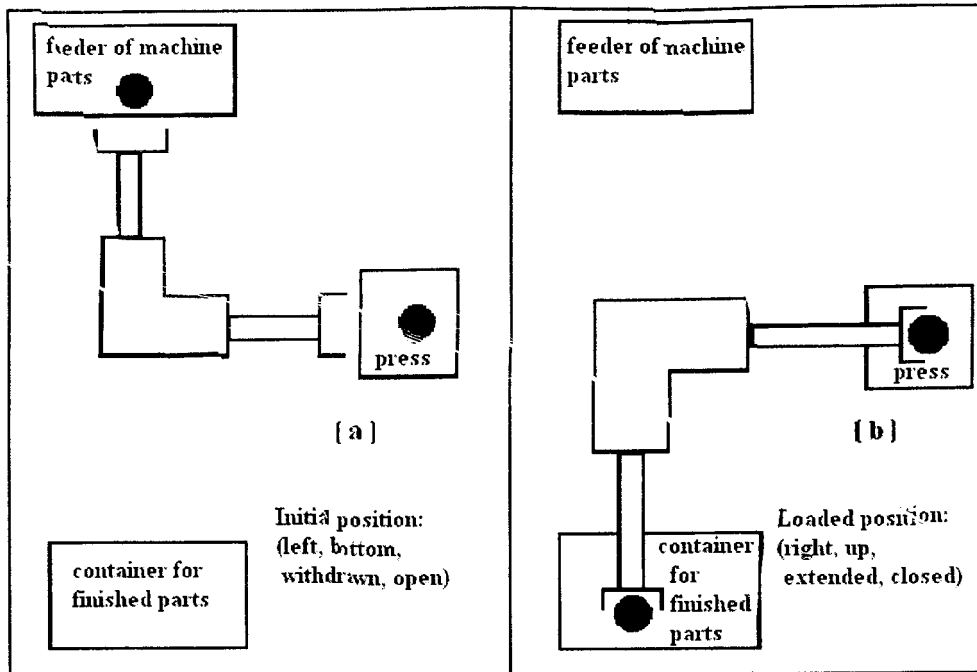 feeder of machine
parts
press
[ a ]
Initial position:
(left, bottom,
withdrawn, open)
container for
finished parts
feeder of machine
parts
press
[ b ]
Loaded position:
(right, up,
extended, closed)
container
for
finished
parts